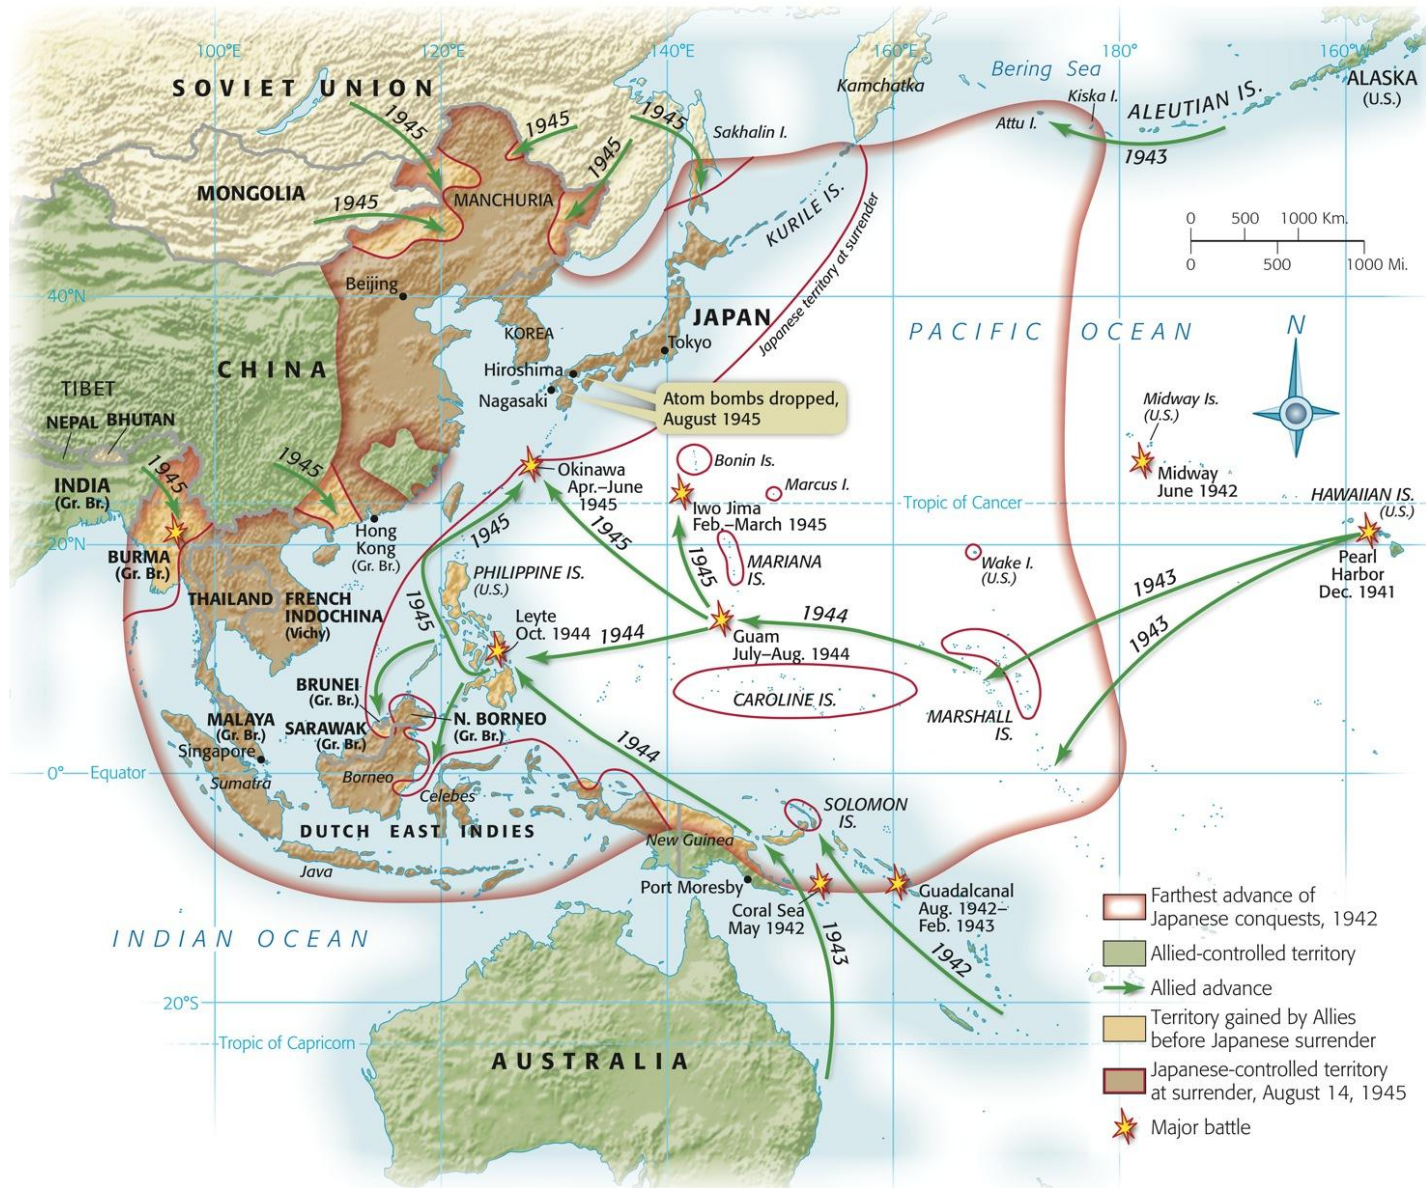 100°E
120°E
140°E
160°E
180°
160°W
SOVIET UNION
Kamchatka
Bering Sea
Kiska I.
ALASKA
(U.S.)
ALEUTIAN IS.
Attu I.
1943
1945
1945
1945
1945
1945
Sakhalin I.
MONGOLIA
MANCHURIA
KURILE IS.
Japanese territory at surrender
0 500 1000 Km.
0 500 1000 Mi.
40°N
Beijing
KOREA
JAPAN
Tokyo
PACIFIC OCEAN
N
CHINA
Hiroshima
Nagasaki
Atom bombs dropped,
August 1945
TIBET
NEPAL
BHUTAN
Midway Is.
(U.S.)
Midway
June 1942
INDIA
(Gr. Br.)
1945
1945
Okinawa
Apr.–June
1945
Bonin Is.
Marcus I.
Iwo Jima
Feb.–March 1945
Tropic of Cancer
HAWAIIAN IS.
(U.S.)
Pearl
Harbor
Dec. 1941
20°N
BURMA
(Gr. Br.)
Hong
Kong
(Gr. Br.)
1945
1945
1945
MARIANA
IS.
Wake I.
(U.S.)
1943
1943
THAILAND
FRENCH
INDOCHINA
(Vichy)
PHILIPPINE IS.
(U.S.)
1945
Leyte
Oct. 1944
1944
1944
Guam
July–Aug. 1944
CAROLINE IS.
MARSHALL
IS.
BRUNEI
(Gr. Br.)
MALAYA
(Gr. Br.)
SARAWAK
(Gr. Br.)
N. BORNEO
(Gr. Br.)
Singapore
Sumatra
Borneo
Celebes
1944
0°
Equator
SOLOMON
IS.
DUTCH EAST INDIES
New Guinea
Java
Port Moresby
Coral Sea
May 1942
Guadalcanal
Aug. 1942–
Feb. 1943
1943
1942
INDIAN OCEAN
20°S
Tropic of Capricorn
AUSTRALIA
Farthest advance of
Japanese conquests, 1942
Allied-controlled territory
Allied advance
Territory gained by Allies
before Japanese surrender
Japanese-controlled territory
at surrender, August 14, 1945
Major battle